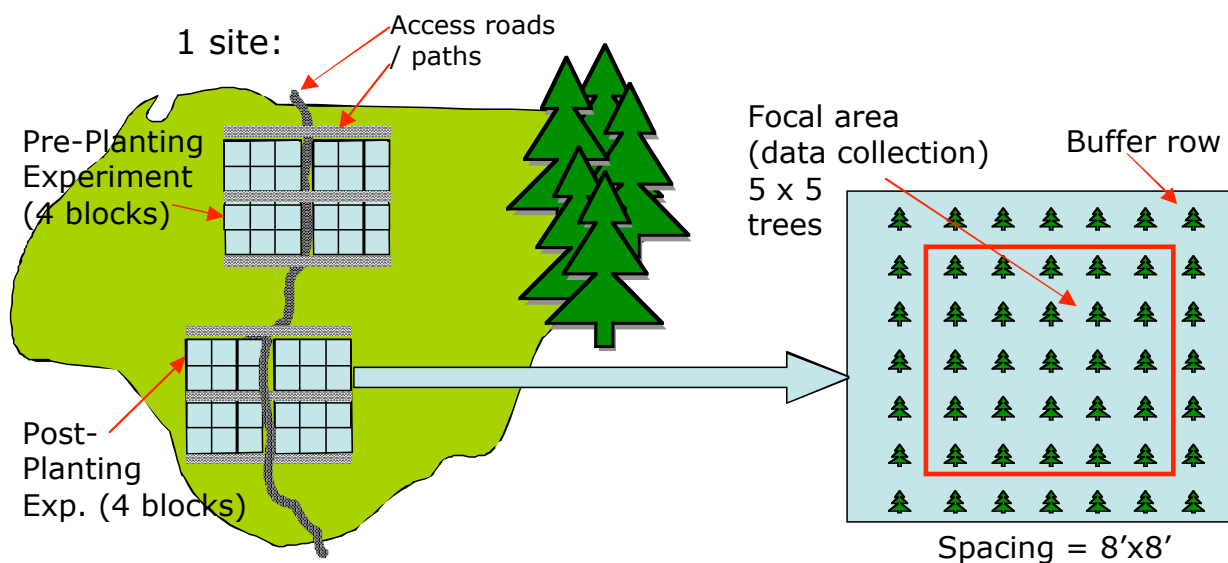 1 site:
Access roads
/ paths
Pre-Planting
Experiment
(4 blocks)
Post-
Planting
Exp. (4 blocks)
Focal area
(data collection)
5 x 5
trees
Buffer row
Spacing = 8’x8’